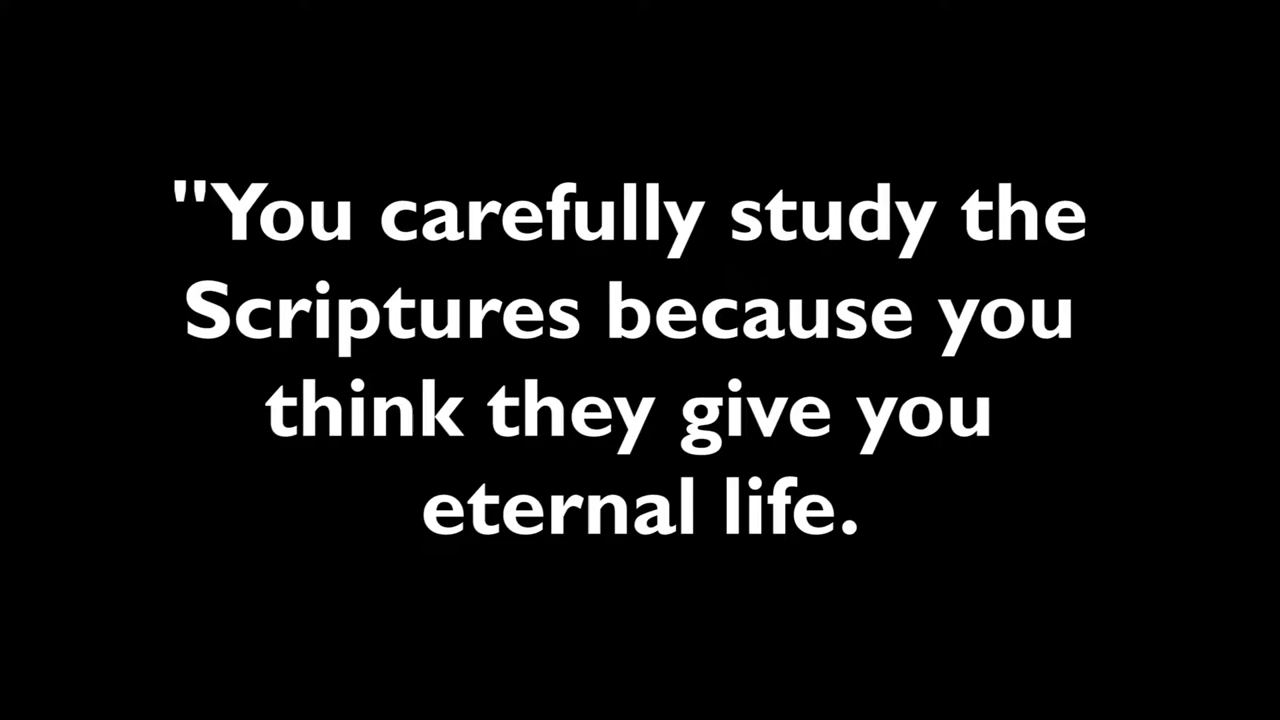 "You carefully study the
Scriptures because you
think they give you
eternal life.